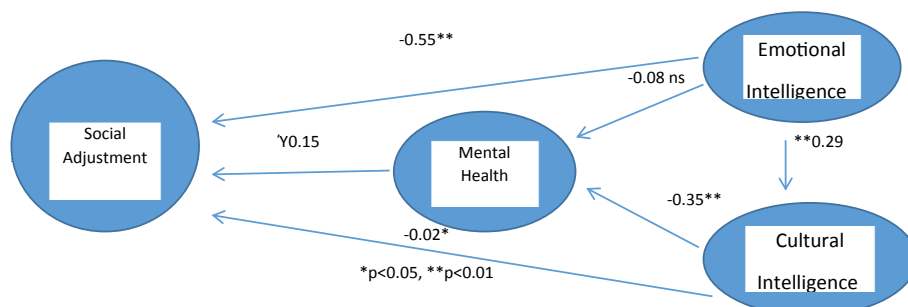 -0.55**
Emotional
Intelligence
-0.08 ns
Social
Adjustment
ʹY0.15
Mental
Health
**0.29
-0.35**
-0.02*
Cultural
Intelligence
*p<0.05, **p<0.01